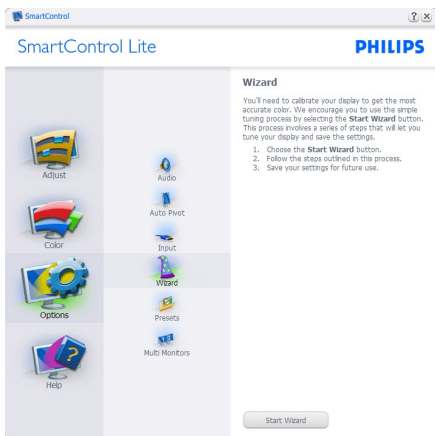 SmartControl
SmartControl Lite
PHILIPS
Adjust
Color
Options
Help
Audio
Auto Pivot
Input
Wizard
Presets
Multi Monitors
Wizard
You'll need to calibrate your display to get the most
accurate color. We encourage you to use the simple
tuning process by selecting the Start Wizard button.
This process involves a series of steps that will let you
tune your display and save the settings.
1. Choose the Start Wizard button.
2. Follow the steps outlined in this process.
3. Save your settings for future use.
Start Wizard